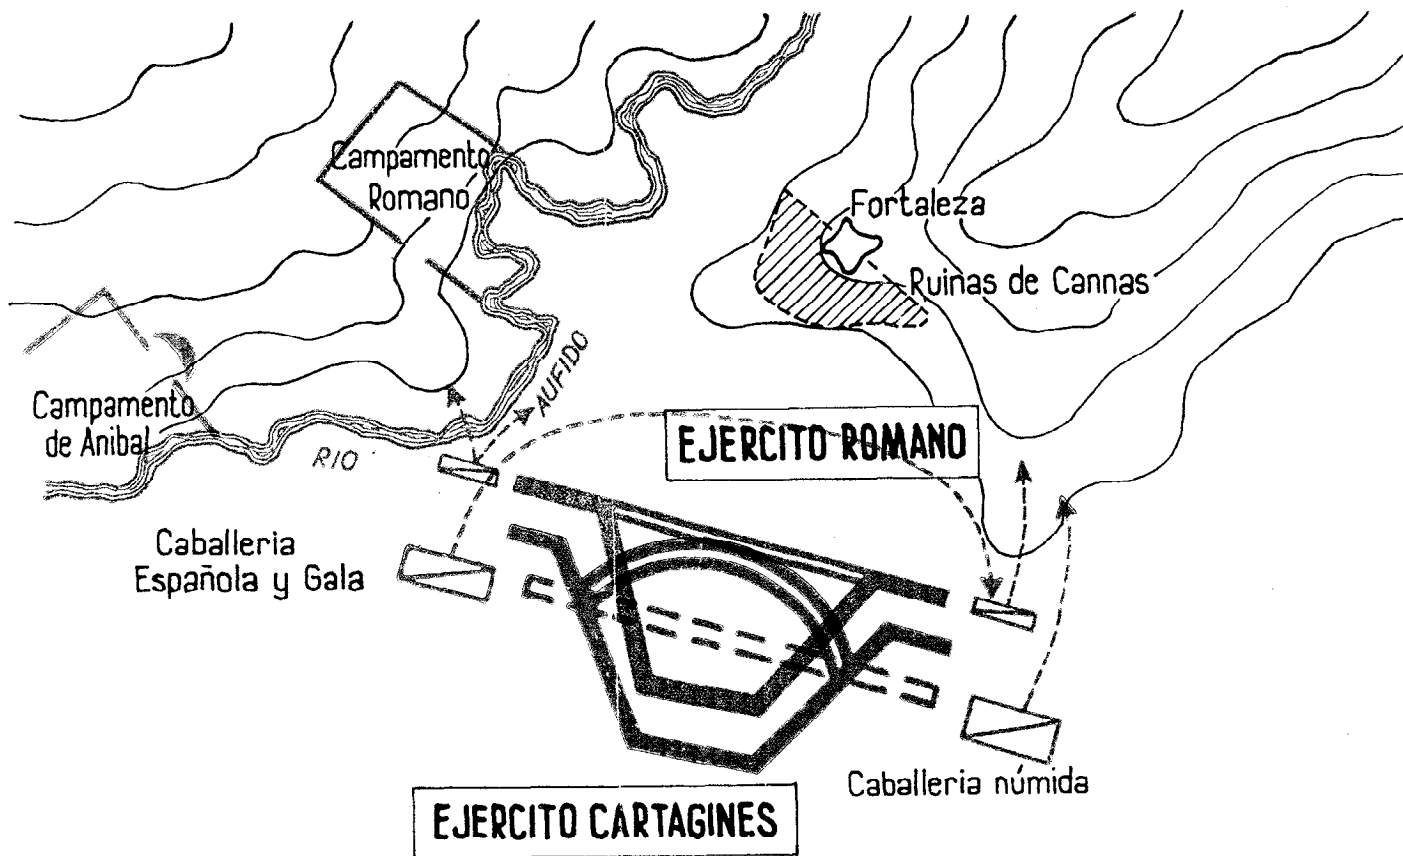 Campamento
Romano
Fortaleza
Ruinas de Cannas
Campamento
de Anibal
RIO
AUFIDO
EJERCITO ROMANO
Caballeria
Española y Gala
Caballeria númida
EJERCITO CARTAGINES